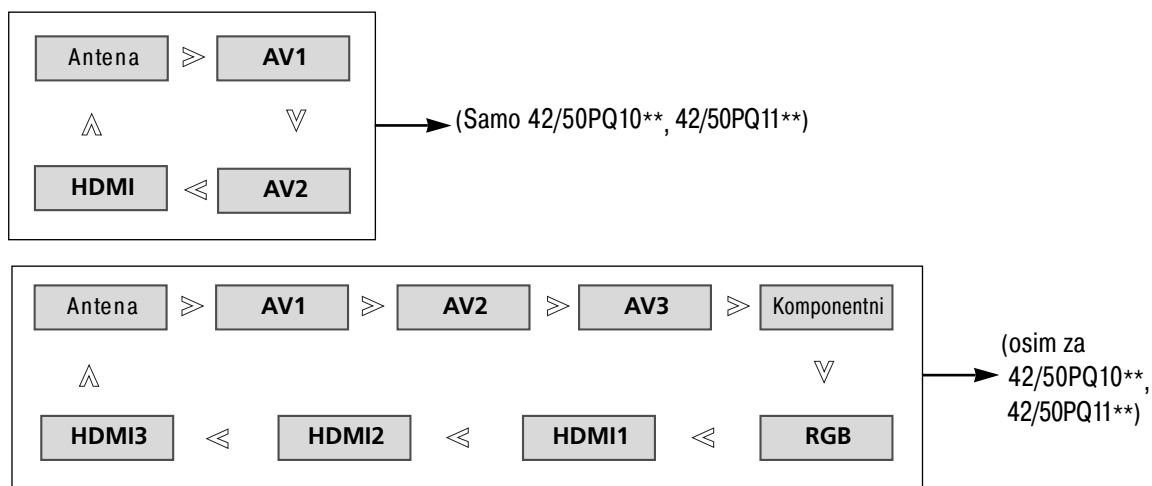 Antena AV1
(Samo 42/50PQ10**, 42/50PQ11**)
HDMI AV2
Antena AV1 AV2 AV3 Komponentni
(osim za
42/50PQ10**,
42/50PQ11**)
HDMI3 HDMI2 HDMI1 RGB